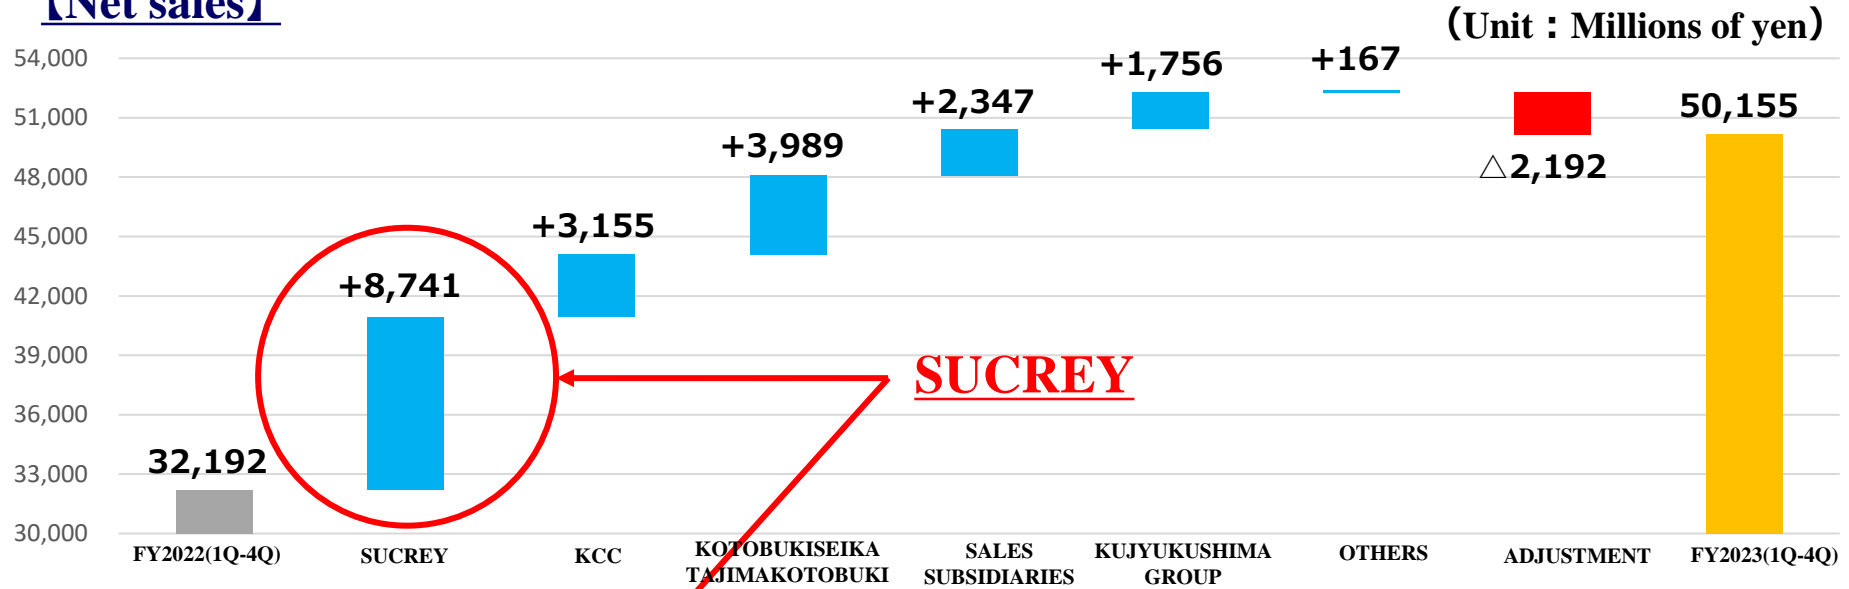 【Net sales】
（Unit：Millions of yen）
54,000
51,000
48,000
45,000
42,000
39,000
36,000
33,000
30,000
32,192
+8,741
+3,155
+3,989
+2,347
+1,756
+167
△2,192
50,155
SUCREY
FY2022(1Q-4Q)
SUCREY
KCC
KOTOBUKISEIKA
TAJIMAKOTOBUKI
SALES
SUBSIDIARIES
KUJYUKUSHIMA
GROUP
OTHERS
ADJUSTMENT
FY2023(1Q-4Q)